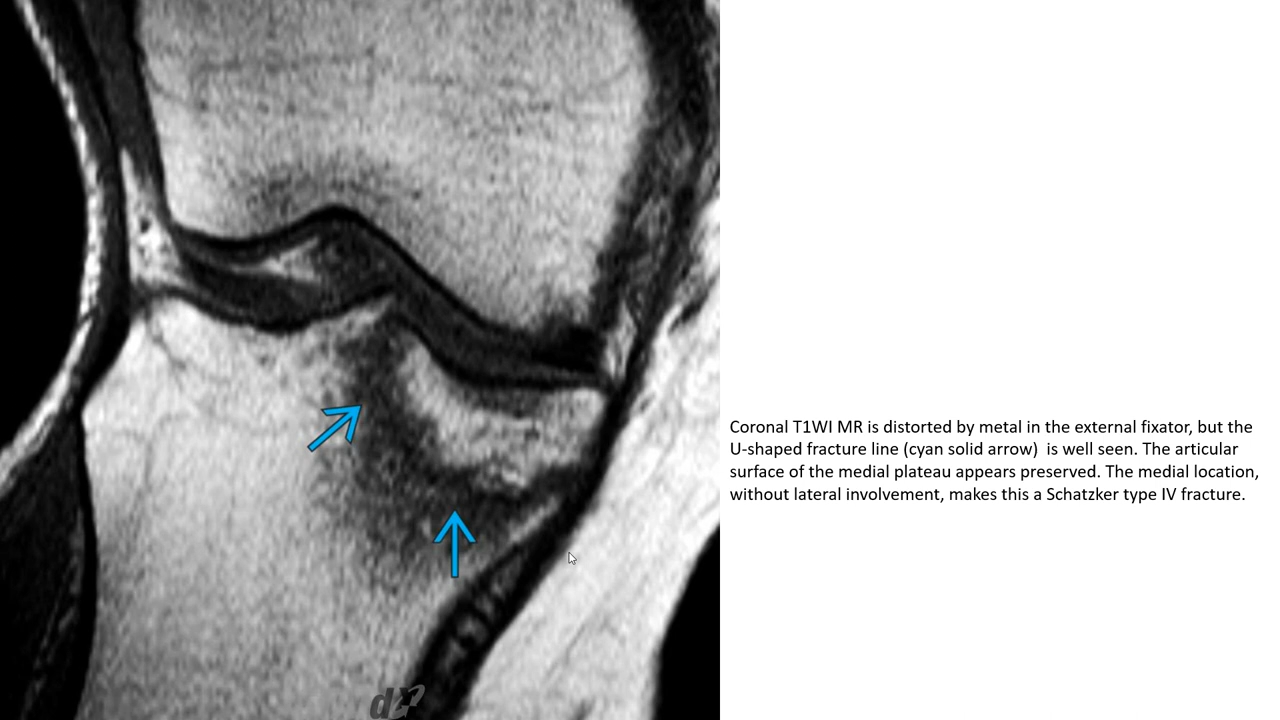 Coronal T1WI MR is distorted by metal in the external fixator, but the
U-shaped fracture line (cyan solid arrow)  is well seen. The articular
surface of the medial plateau appears preserved. The medial location,
without lateral involvement, makes this a Schatzker type IV fracture.